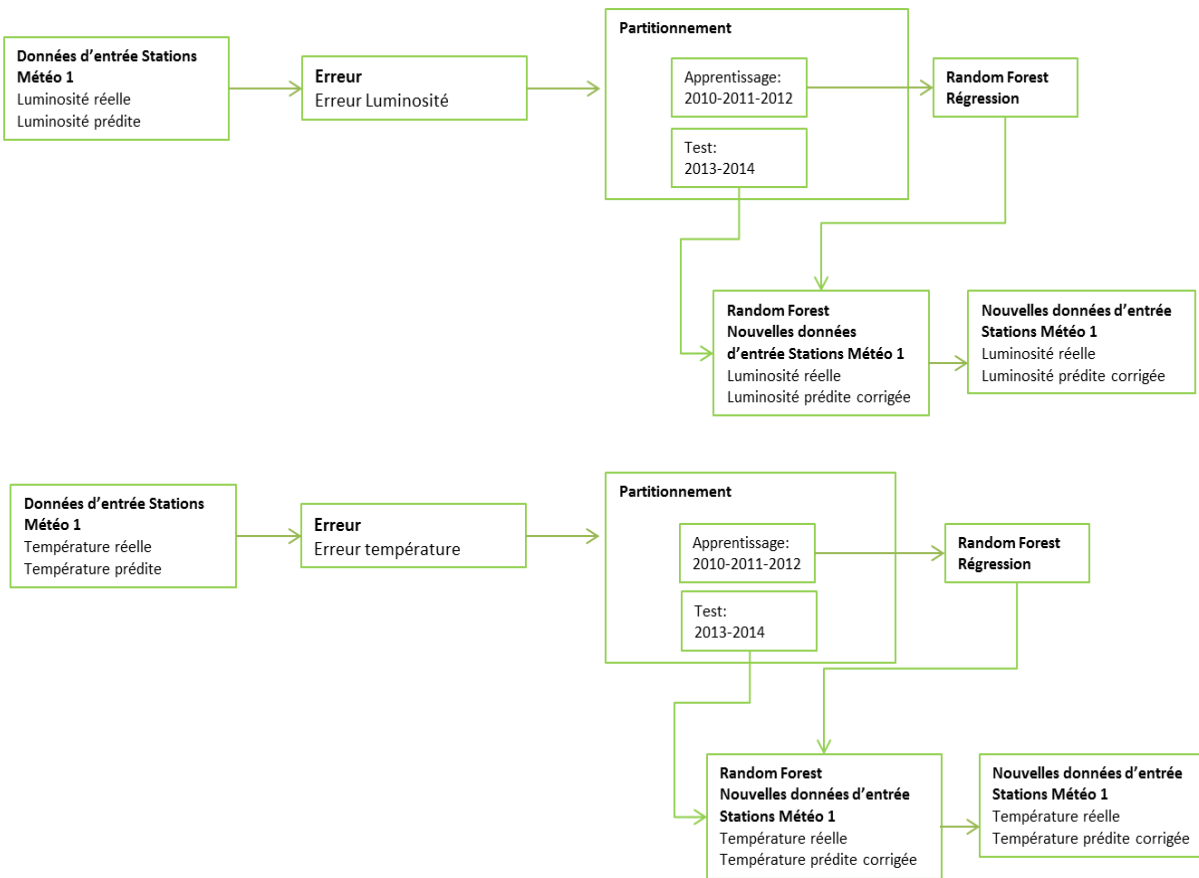 Données d'entrée Stations
Météo 1
Luminosité réelle
Luminosité prédite
Erreur
Erreur Luminosité
Partitionnement
Apprentissage:
2010-2011-2012
Test:
2013-2014
Random Forest
Régression
Random Forest
Nouvelles données
d'entrée Stations Météo 1
Luminosité réelle
Luminosité prédite corrigée
Nouvelles données d'entrée
Stations Météo 1
Luminosité réelle
Luminosité prédite corrigée
Données d'entrée Stations
Météo 1
Température réelle
Température prédite
Erreur
Erreur température
Partitionnement
Apprentissage:
2010-2011-2012
Test:
2013-2014
Random Forest
Régression
Random Forest
Nouvelles données d'entrée
Stations Météo 1
Température réelle
Température prédite corrigée
Nouvelles données d'entrée
Stations Météo 1
Température réelle
Température prédite corrigée